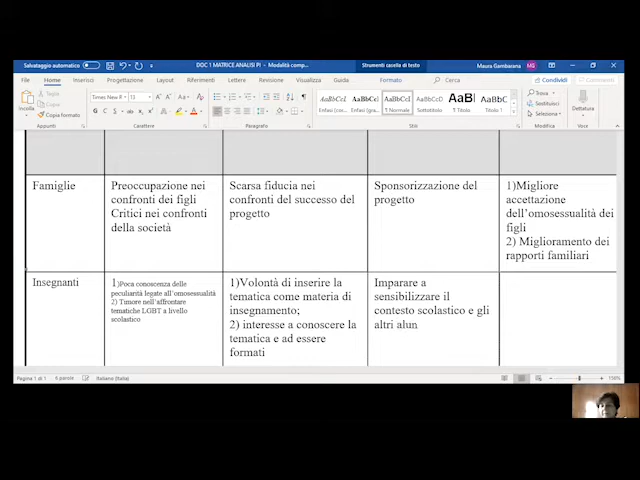 Salvataggio automatico
DOC 1 MATRICE ANALISI PI - Modalità comp...
Strumenti casella di testo
Maura Gambarana
MG
File
Home
Inserisci
Progettazione
Layout
Riferimenti
Lettere
Revisione
Visualizza
Guida
Formato
Cerca
Condividi
Commenti
Incolla
Taglia
Copia
Copia formato
Appunti
Times New R
13
Carattere
Paragrafo
AaBbCcL
AaBbCcI
AaBbCcI
AaBbCcD
AaBl
AaBbC
Enfasi (cor...
Enfasi (gra...
¶ Normale
Sottotitolo
¶ Titolo
¶ Titolo 1
Stili
Trova
Sostituisci
Seleziona
Modifica
Dettatura
Voce
Famiglie
Preoccupazione nei
confronti dei figli
Critici nei confronti
della società
Scarsa fiducia nei
confronti del successo del
progetto
Sponsorizzazione del
progetto
1)Migliore
accettazione
dell'omosessualità dei
figli
2) Miglioramento dei
rapporti familiari
Insegnanti
1)Poca conoscenza delle
peculiarità legate all'omosessualità
2) Timore nell'affrontare
tematiche LGBT a livello
scolastico
1)Volontà di inserire la
tematica come materia di
insegnamento;
2) interesse a conoscere la
tematica e ad essere
formati
Imparare a
sensibilizzare il
contesto scolastico e gli
altri alun
Pagina 1 di 1
6 parole
Italiano (Italia)
150%